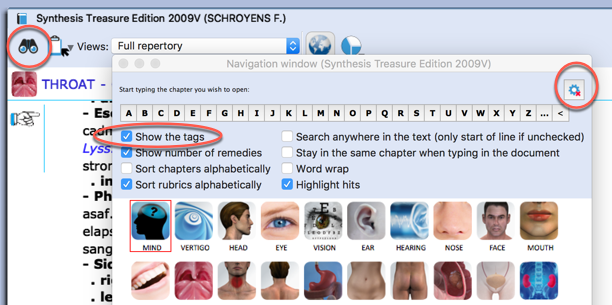 Synthesis Treasure Edition 2009V (SCHROYENS F.)
Views: Full repertory
Navigation window (Synthesis Treasure Edition 2009V)
THROAT -
Start typing the chapter you wish to open:
- Es
A B C D E F G H I J K L M N O P Q R S T U V W X Y Z ... <
cadn
Show the tags Search anywhere in the text (only start of line if unchecked)
Lyss
Show number of remedies Stay in the same chapter when typing in the document
stron
Sort chapters alphabetically Word wrap
. in
Sort rubrics alphabetically Highlight hits
- Ph
asaf.
elaps
sang
MIND VERTIGO HEAD EYE VISION EAR HEARING NOSE FACE MOUTH
- Sic
. rig
. le